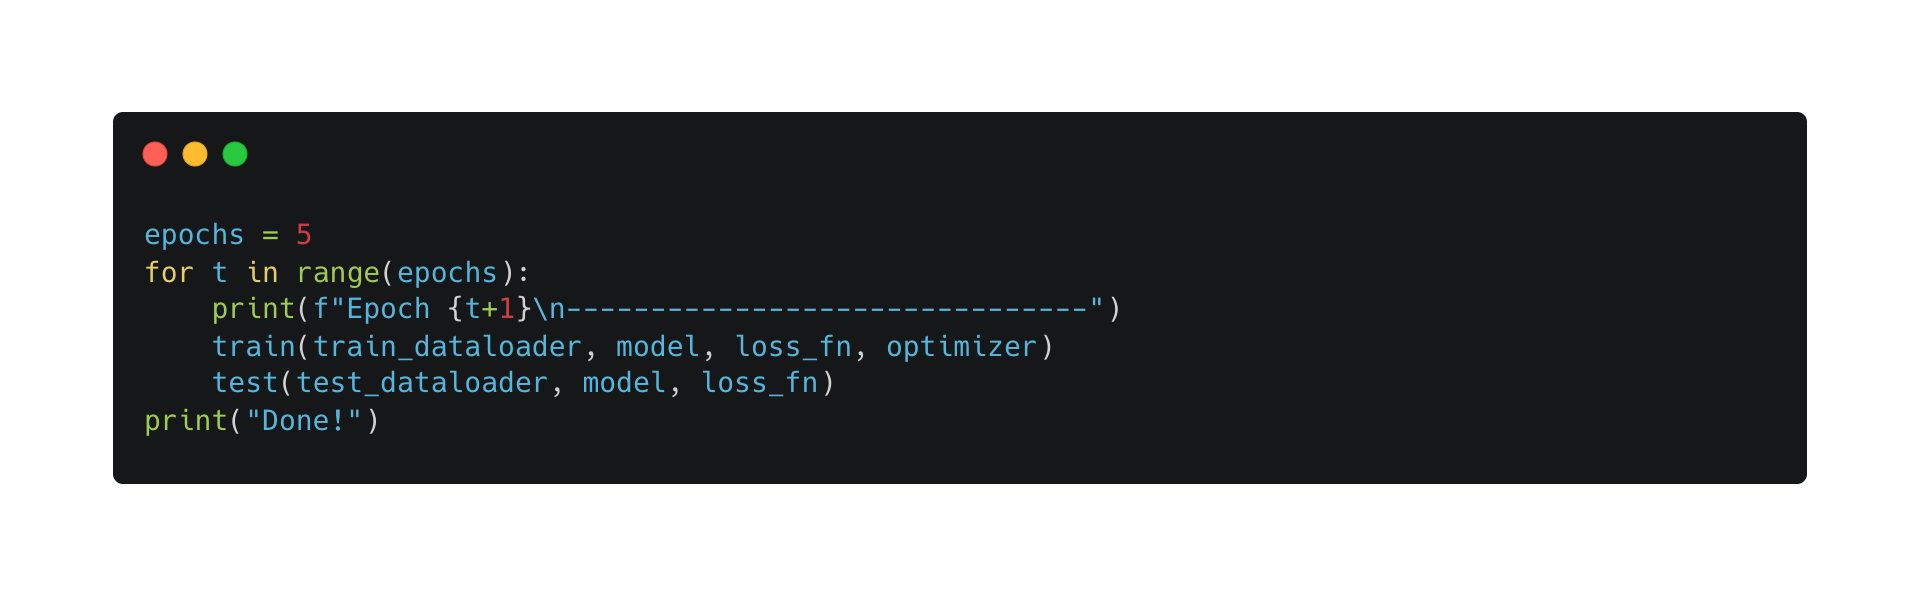 epochs = 5
for t in range(epochs):
    print(f"Epoch {t+1}\n-------------------------------")
    train(train_dataloader, model, loss_fn, optimizer)
    test(test_dataloader, model, loss_fn)
print("Done!")